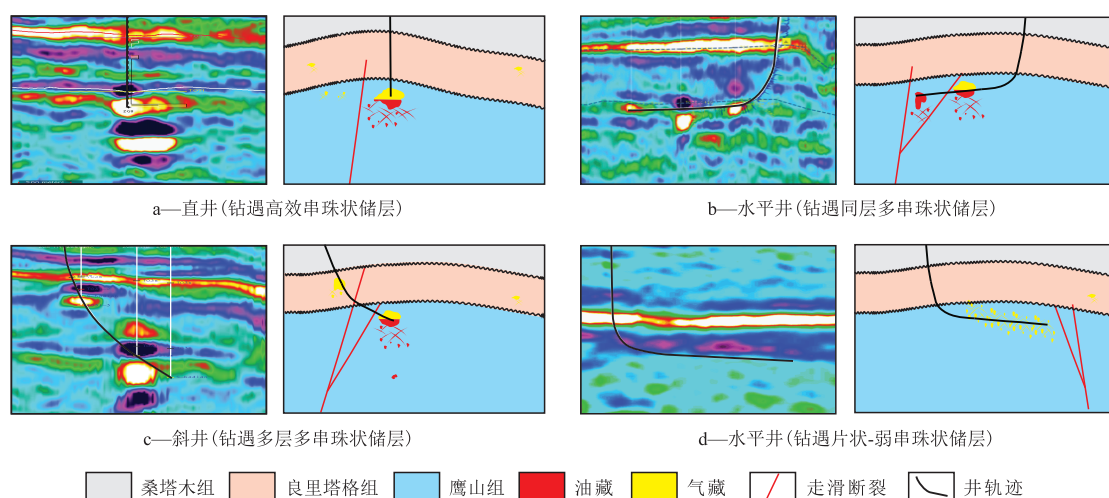 a—直井(钻遇高效串珠状储层)
b—水平井(钻遇同层多串珠状储层)
c—斜井(钻遇多层多串珠状储层)
d—水平井(钻遇片状-弱串珠状储层)
桑塔木组 良里塔格组 鹰山组 油藏 气藏 走滑断裂 井轨迹